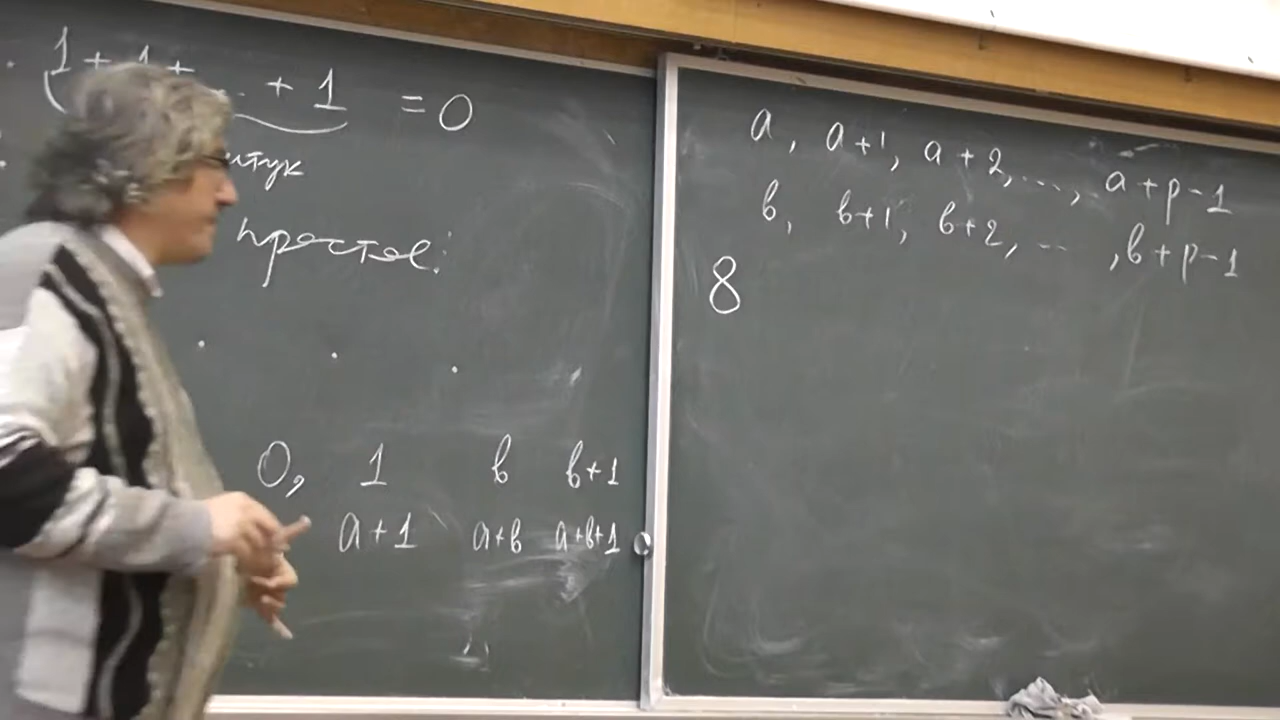 1 + 1 + ... + 1 = 0
штук
простое:
0, 1 в в+1
a+1 a+в a+в+1
a, a+1, a+2, ..., a+p-1
в, в+1, в+2, ... , в+p-1
8